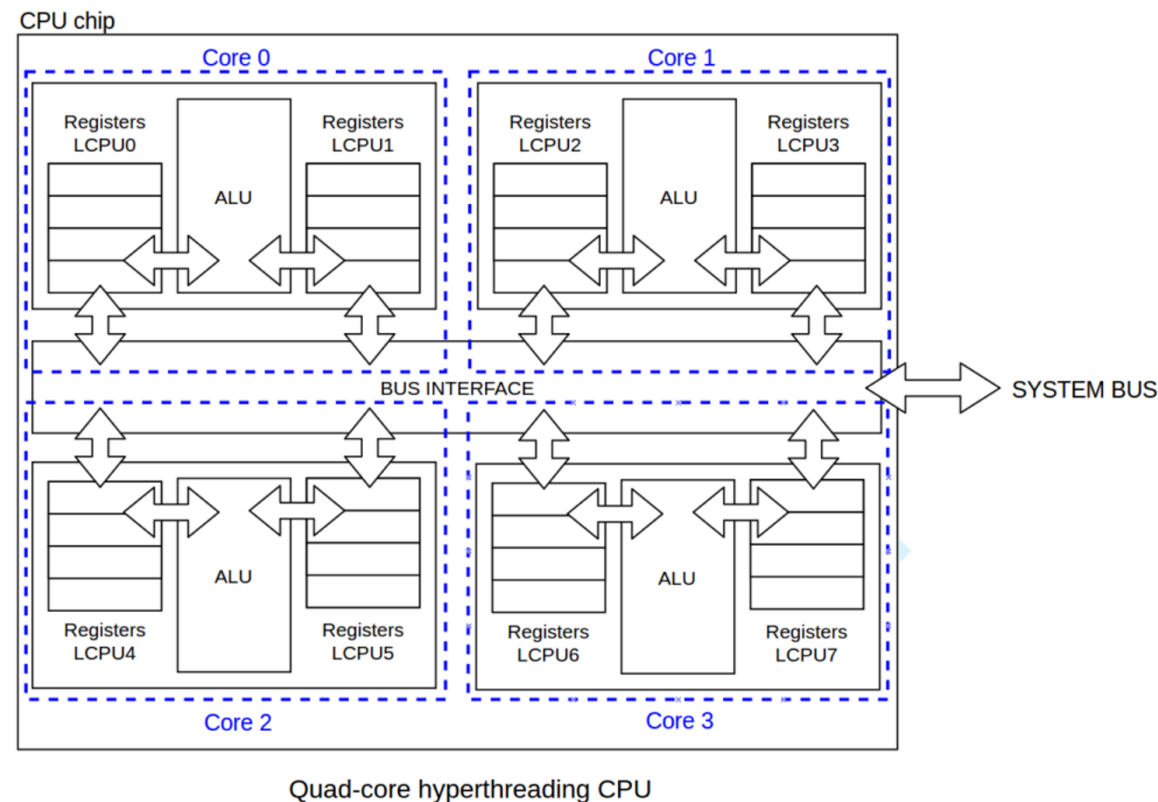 CPU chip
Core 0
Core 1
Registers
LCPU0
ALU
Registers
LCPU1
Registers
LCPU2
ALU
Registers
LCPU3
BUS INTERFACE
SYSTEM BUS
ALU
Registers
LCPU4
Registers
LCPU5
ALU
Registers
LCPU6
Registers
LCPU7
Core 2
Core 3
Quad-core hyperthreading CPU